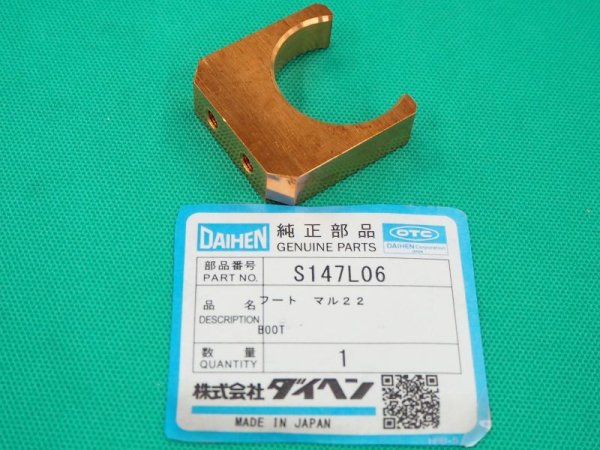 DAIHEN 純正部品 GENUINE PARTS
OTC
DAIHEN Corporation
JAPAN
部品番号 PART NO. S147L06
品名 DESCRIPTION フート マル22
BOOT
数量 QUANTITY 1
株式会社ダイヘン
MADE IN JAPAN